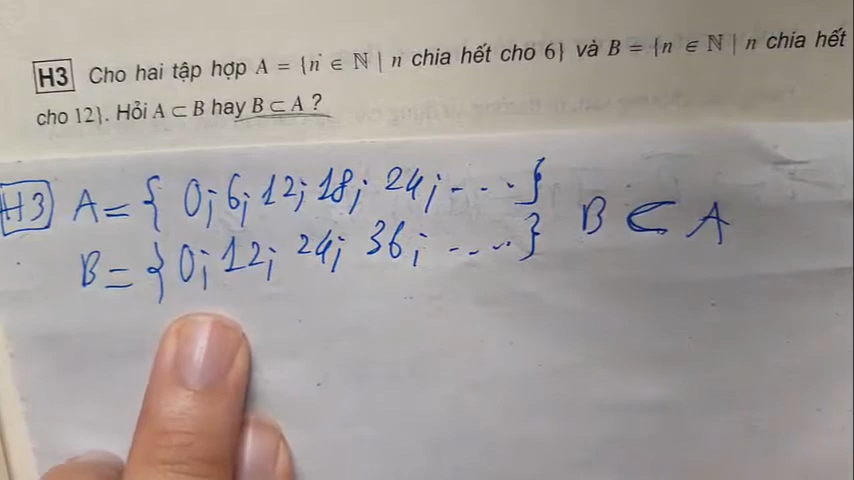 H3 Cho hai tập hợp A = {n ∈ ℕ | n chia hết cho 6} và B = {n ∈ ℕ | n chia hết
cho 12}. Hỏi A ⊂ B hay B ⊂ A ?
H3 A = { 0; 6; 12; 18; 24; .... }
B = { 0; 12; 24; 36; .... }
B ⊂ A